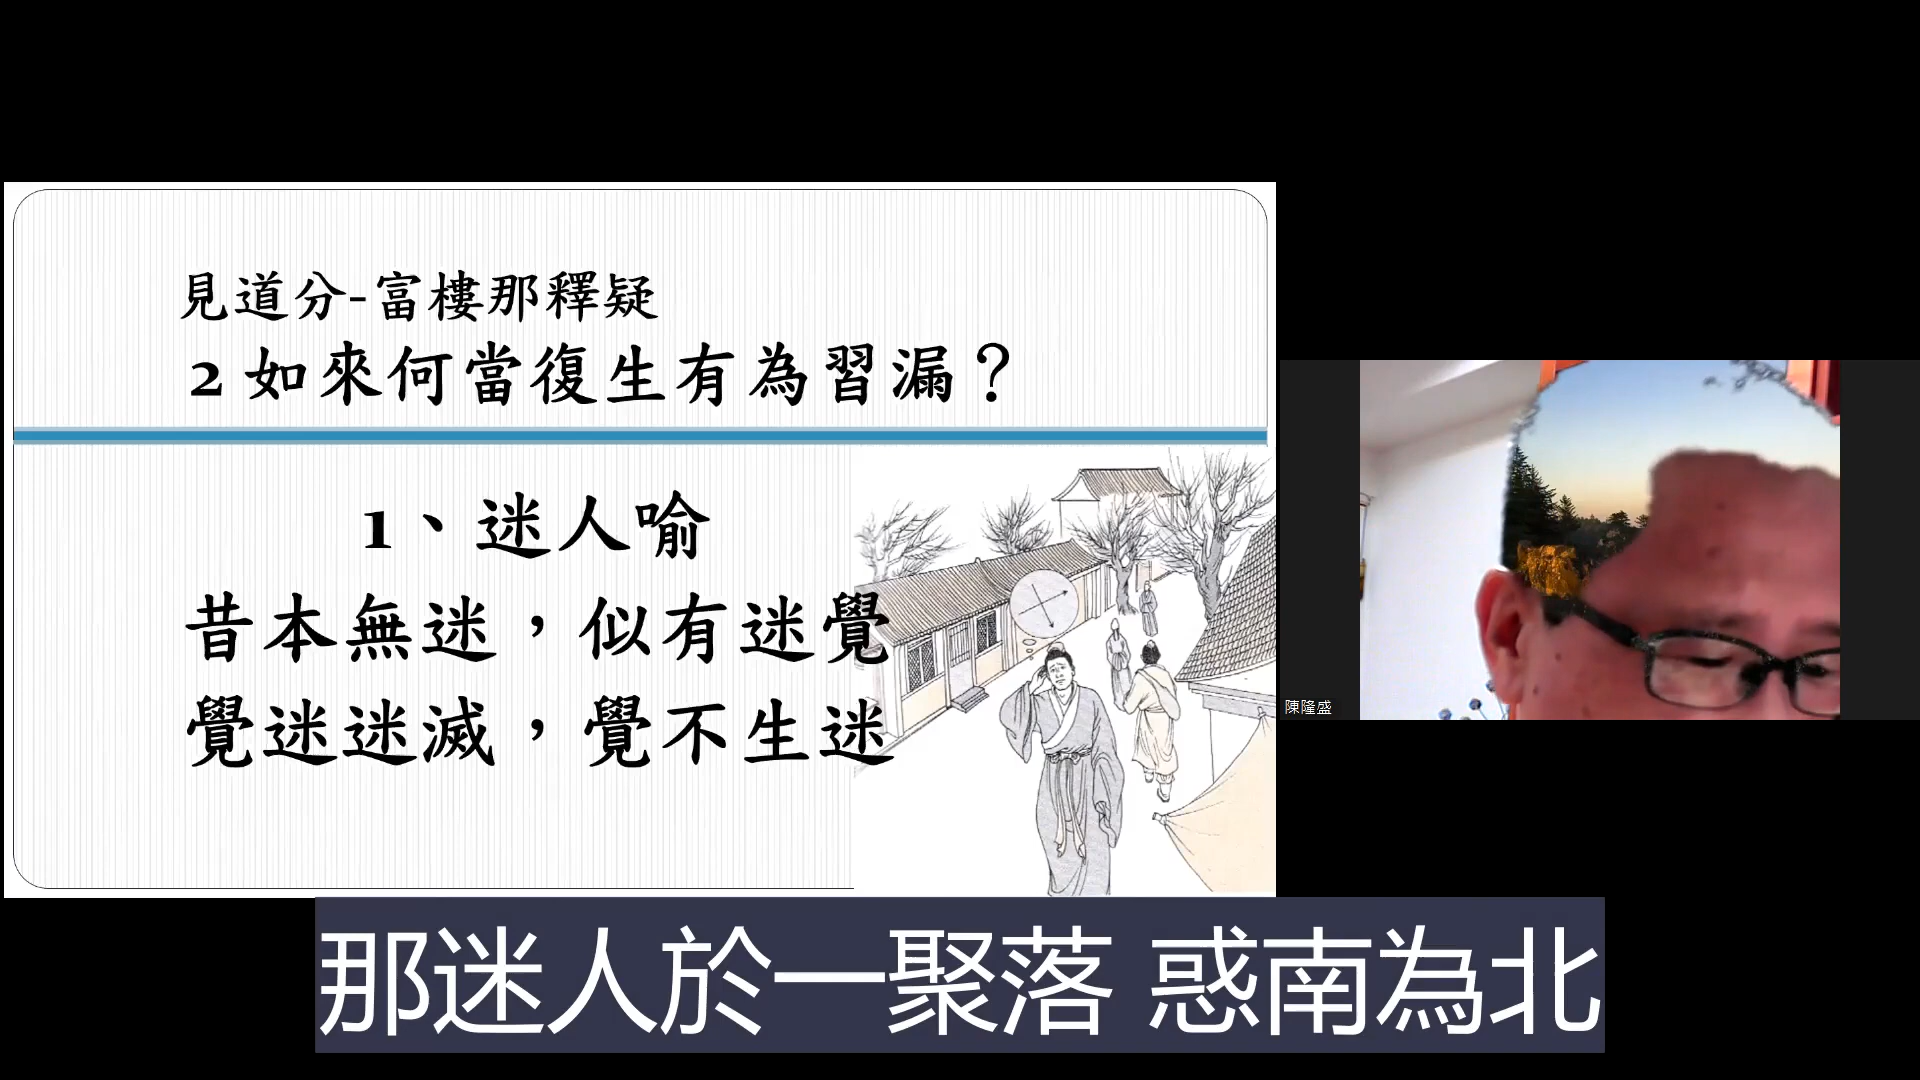 見道分-富樓那釋疑
2 如來何當復生有為習漏？
1、迷人喻
昔本無迷，似有迷覺
覺迷迷滅，覺不生迷
陳隆盛
那迷人於一聚落 惑南為北